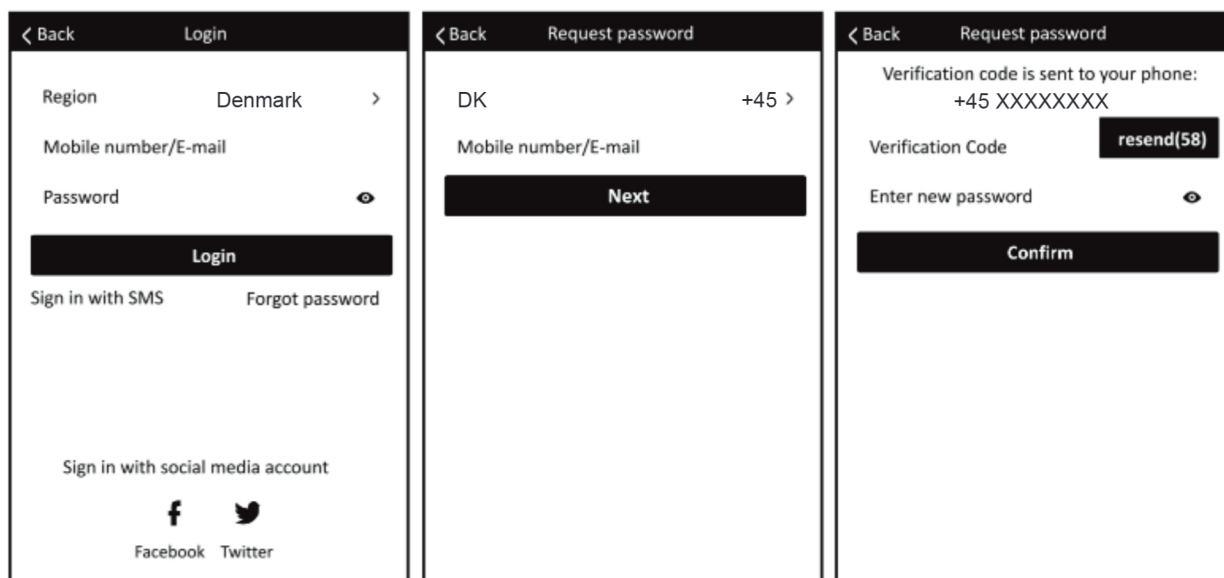 Back Login
Region Denmark
Mobile number/E-mail
Password
Login
Sign in with SMS Forgot password
Sign in with social media account
Facebook Twitter
Back Request password
DK +45
Mobile number/E-mail
Next
Back Request password
Verification code is sent to your phone:
+45 XXXXXXXX
Verification Code resend(58)
Enter new password
Confirm